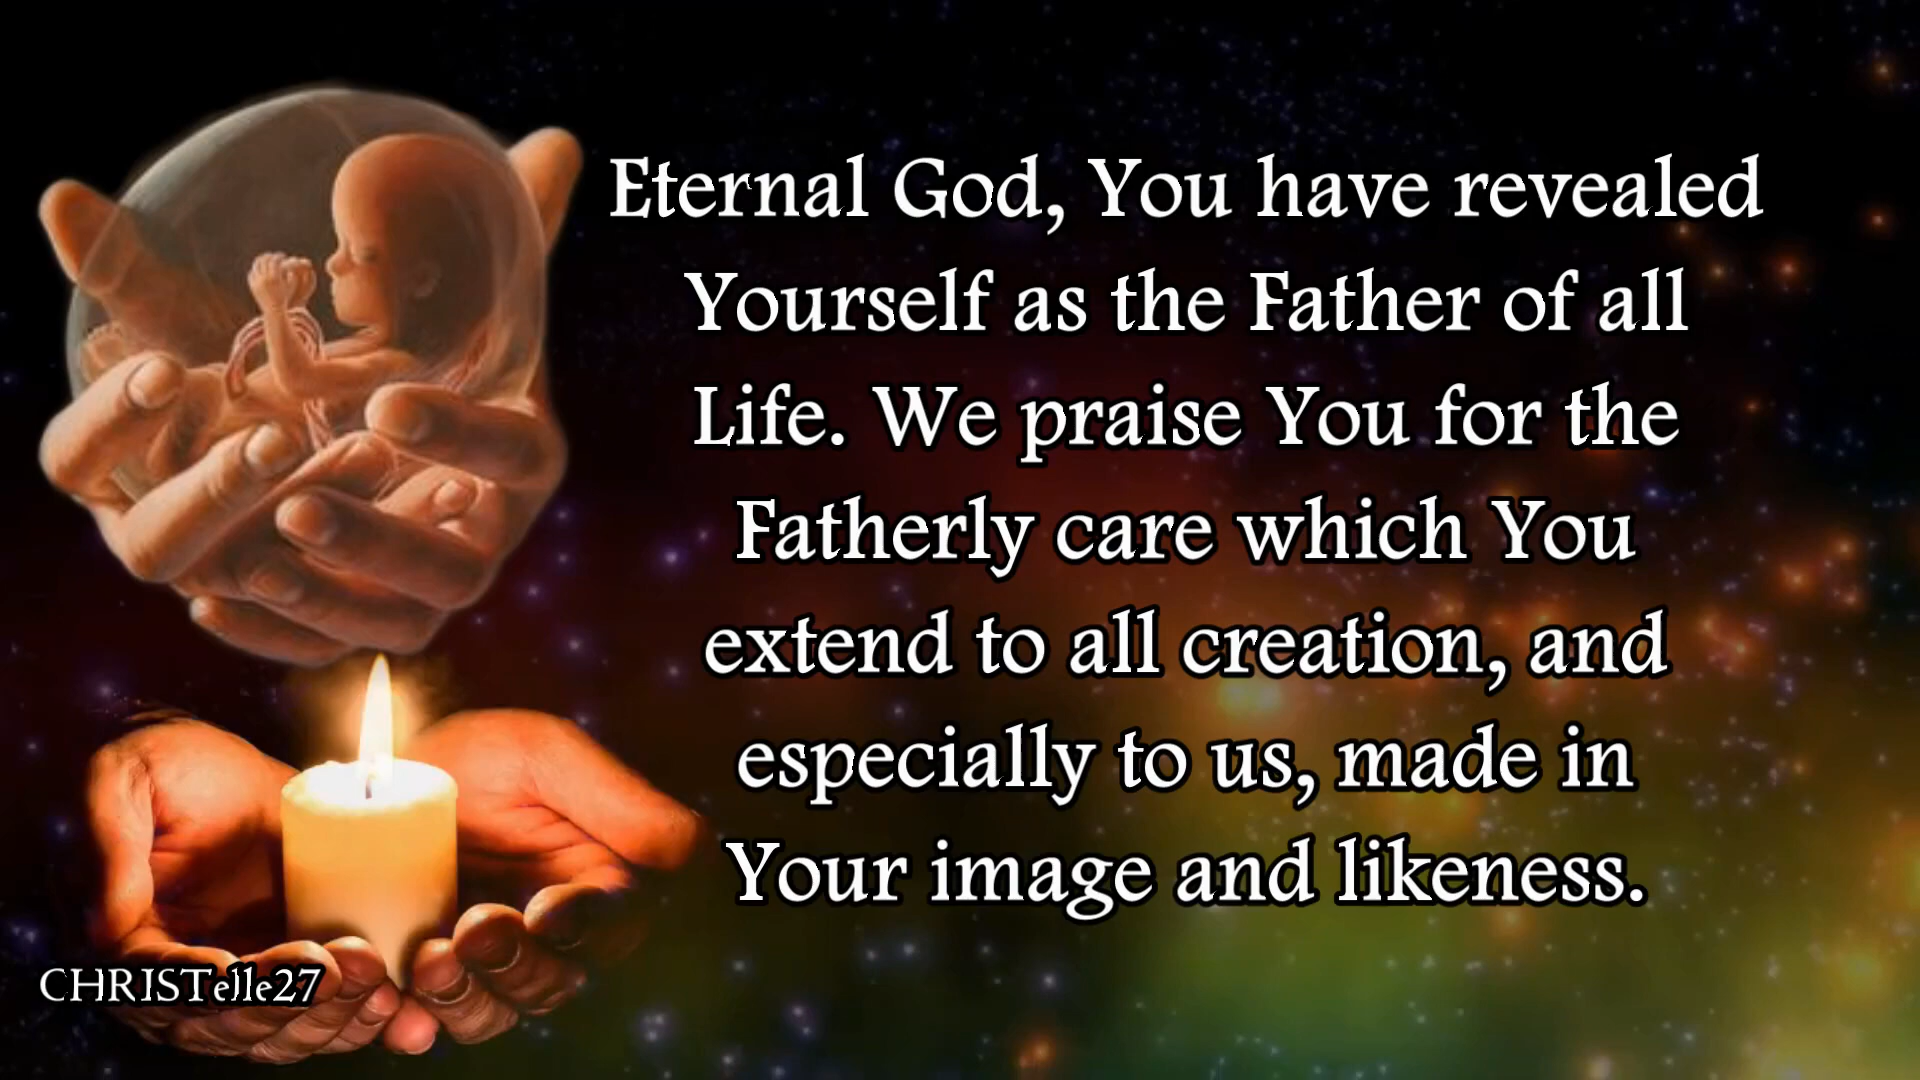 Eternal God, You have revealed
Yourself as the Father of all
Life. We praise You for the
Fatherly care which You
extend to all creation, and
especially to us, made in
Your image and likeness.
CHRISTelle27